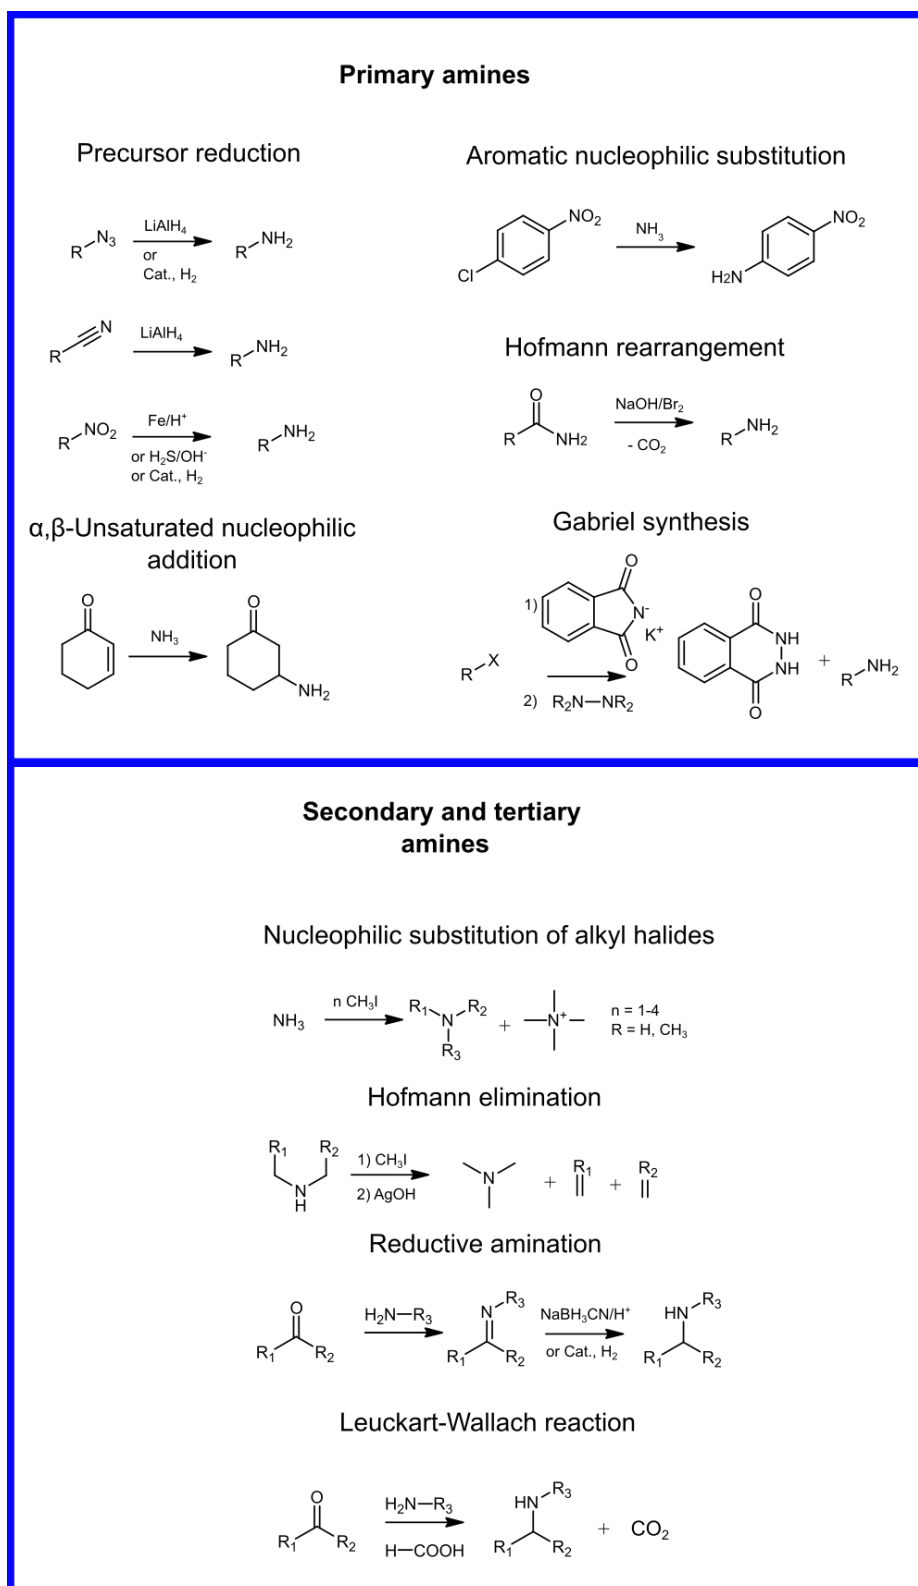 Primary amines
Precursor reduction
R N₃
LiAlH₄
or
Cat., H₂
R NH₂
R N
LiAlH₄
R NH₂
R NO₂
Fe/H⁺
or H₂S/OH⁻
or Cat., H₂
R NH₂
α,β-Unsaturated nucleophilic
addition
O
NH₃
O
NH₂
Aromatic nucleophilic substitution
NO₂
Cl
NH₃
NO₂
H2N
Hofmann rearrangement
O
R NH2
NaOH/Br₂
- CO₂
R NH₂
Gabriel synthesis
R X
1)
O
N⁻
K⁺
O
2) R₂N—NR₂
O
NH
NH
O
+
R NH₂
Secondary and tertiary
amines
Nucleophilic substitution of alkyl halides
NH₃
n CH₃I
R₁ R₂
N
R₃
+
N⁺
n = 1-4
R = H, CH₃
Hofmann elimination
R₁ R₂
N
H
1) CH₃I
2) AgOH
N
+
R₁
+
R₂
Reductive amination
O
R₁ R₂
H₂N—R₃
N R₃
R₁ R₂
NaBH₃CN/H⁺
or Cat., H₂
HN R₃
R₁ R₂
Leuckart-Wallach reaction
O
R₁ R₂
H₂N—R₃
H—COOH
HN R₃
R₁ R₂
+ CO₂